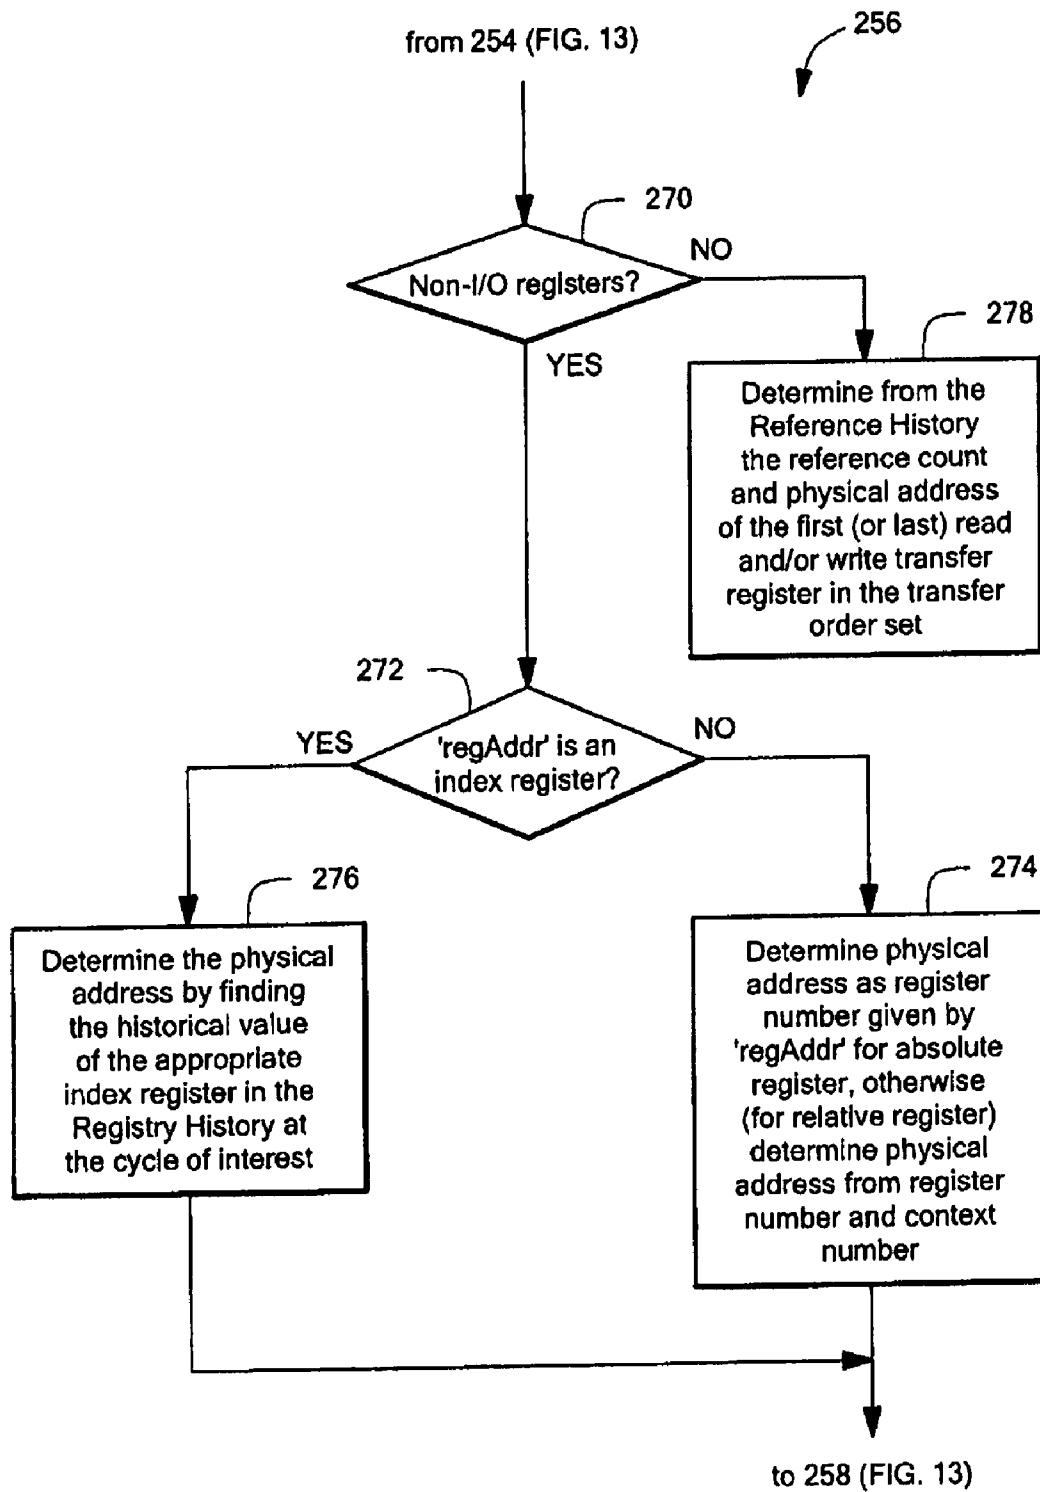 from 254 (FIG. 13)
256
270
Non-I/O registers?
NO
YES
278
Determine from the
Reference History
the reference count
and physical address
of the first (or last) read
and/or write transfer
register in the transfer
order set
272
YES
'regAddr' is an
index register?
NO
276
Determine the physical
address by finding
the historical value
of the appropriate
index register in the
Registry History at
the cycle of interest
274
Determine physical
address as register
number given by
'regAddr' for absolute
register, otherwise
(for relative register)
determine physical
address from register
number and context
number
to 258 (FIG. 13)